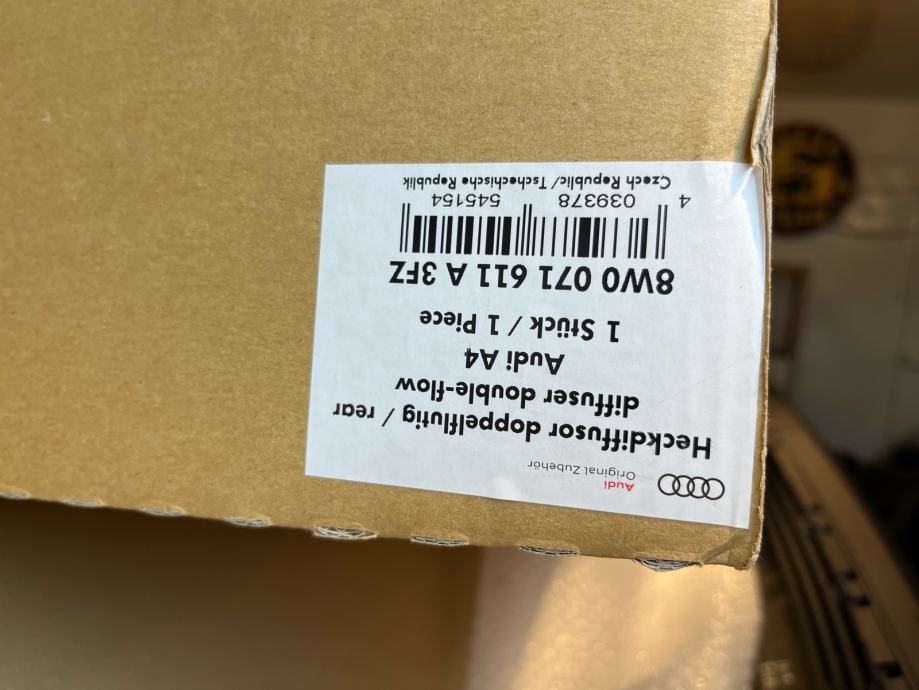 Audi
Original Zubehör
Heckdiffusor doppelflutig / rear
diffuser double-flow
Audi A4
1 Stück / 1 Piece
8W0 071 611 A 3FZ
4 039378 545154
Czech Republic/ Tschechische Republik